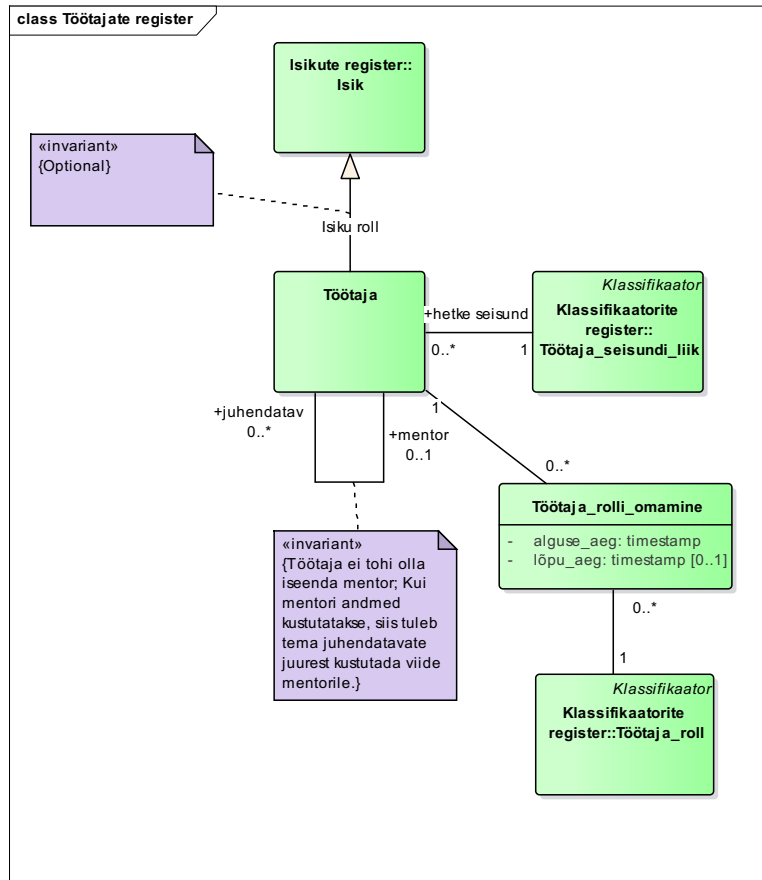 class Töötajate register
Isikute register::
Isik
«invariant»
{Optional}
Isiku roll
Töötaja
Klassifikaator
Klassifikaatorite
register::
Töötaja_seisundi_liik
+hetke seisund
0..*
1
+juhendatav
0..*
+mentor
0..1
1
0..*
Töötaja_rolli_omamine
- alguse_aeg: timestamp
- lõpu_aeg: timestamp [0..1]
«invariant»
{Töötaja ei tohi olla
iseenda mentor; Kui
mentori andmed
kustutatakse, siis tuleb
tema juhendatavate
juurest kustutada viide
mentorile.}
0..*
1
Klassifikaator
Klassifikaatorite
register::Töötaja_roll